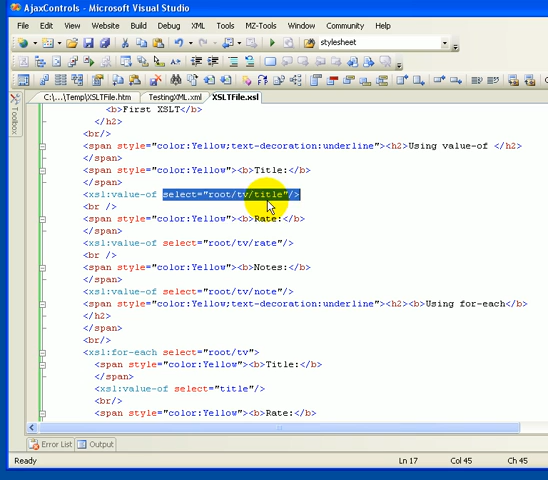 AjaxControls - Microsoft Visual Studio
File Edit View Website Build Debug XML Tools MZ-Tools Window Community Help
stylesheet
C:\...\Temp\XSLTFile.htm TestingXML.xml XSLTFile.xsl
Toolbox
<b>First XSLT</b>
</h2>
<br/>
<span style="color:Yellow;text-decoration:underline"><h2>Using value-of </h2>
</span>
<span style="color:Yellow"><b>Title:</b>
</span>
<xsl:value-of select="root/tv/title"/>
<br />
<span style="color:Yellow"><b>Rate:</b>
</span>
<xsl:value-of select="root/tv/rate"/>
<br />
<span style="color:Yellow"><b>Notes:</b>
</span>
<xsl:value-of select="root/tv/note"/>
<span style="color:Yellow;text-decoration:underline"><h2><b>Using for-each</b>
</h2>
</span>
<br/>
<xsl:for-each select="root/tv">
<span style="color:Yellow"><b>Title:</b>
</span>
<xsl:value-of select="title"/>
<br/>
<span style="color:Yellow"><b>Rate:</b>
Error List Output
Ready Ln 17 Col 45 Ch 45